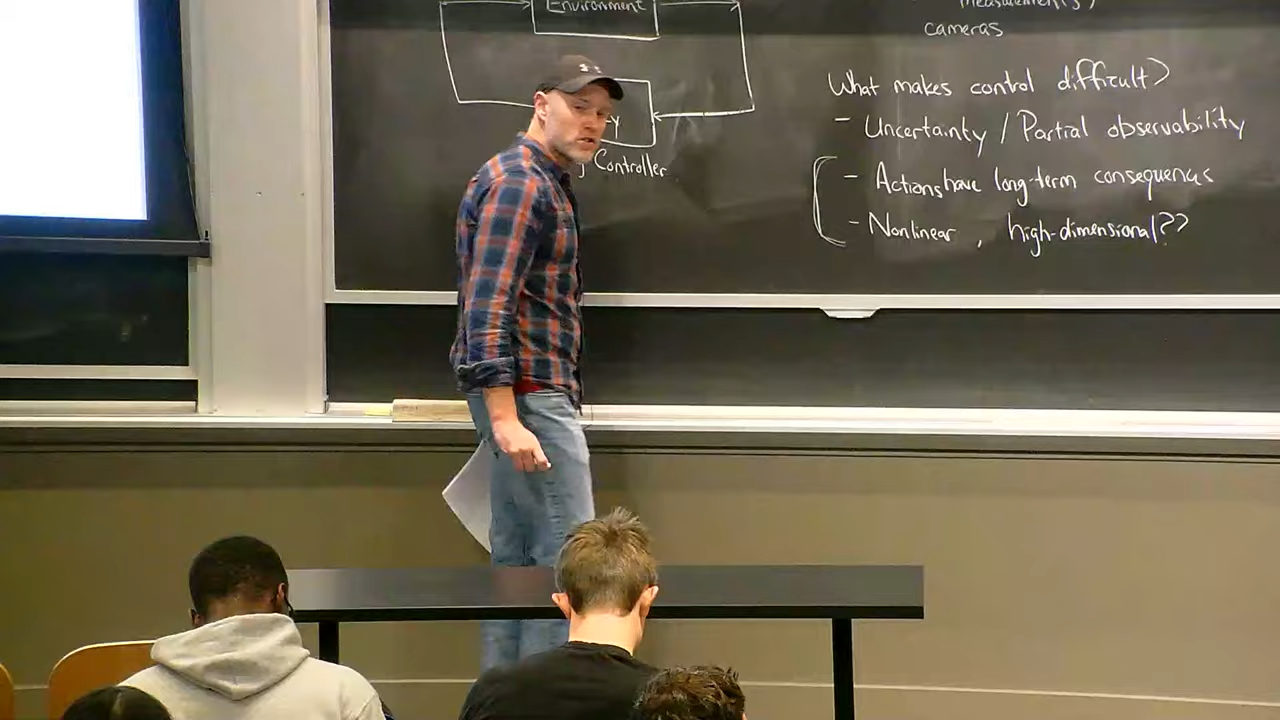 Environment
cameras
Controller
What makes control difficult?
- Uncertainty / Partial observability
- Actions have long-term consequences
- Nonlinear , high-dimensional??